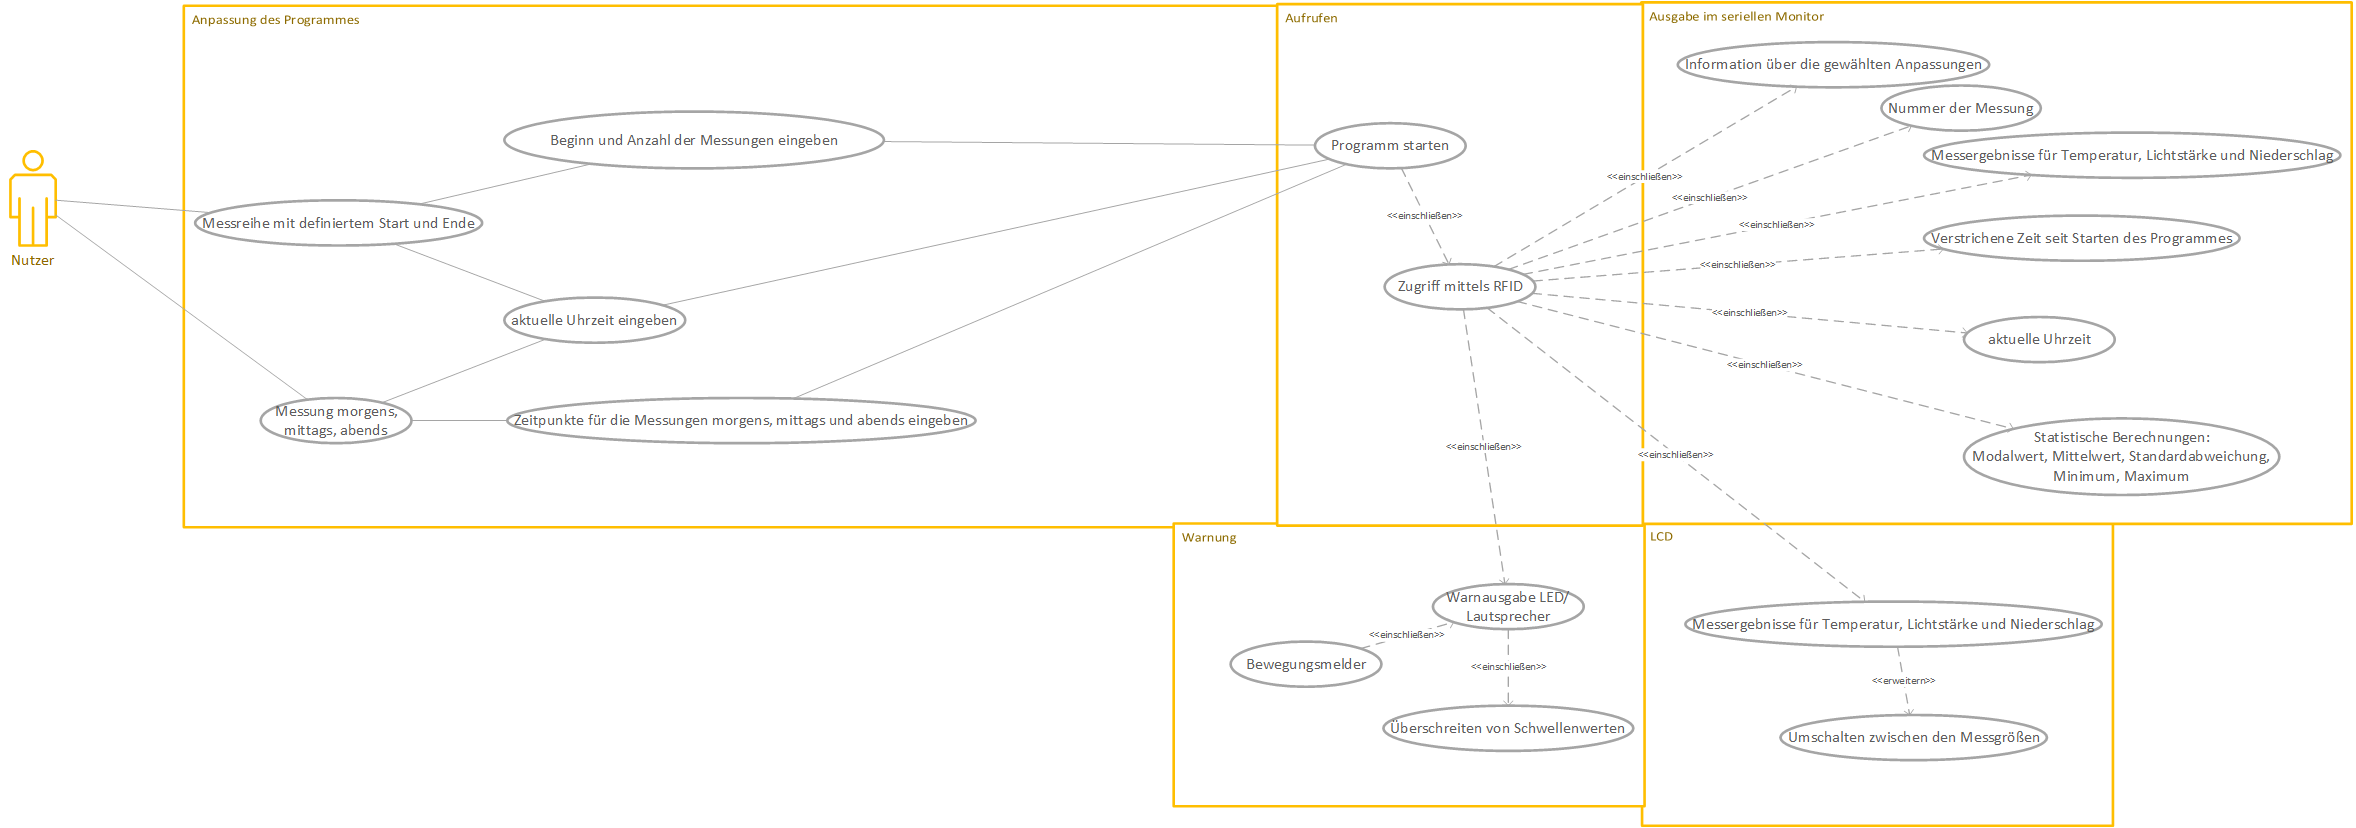 Nutzer
Anpassung des Programmes
Beginn und Anzahl der Messungen eingeben
Messreihe mit definiertem Start und Ende
aktuelle Uhrzeit eingeben
Messung morgens,
mittags, abends
Zeitpunkte für die Messungen morgens, mittags und abends eingeben
Aufrufen
Programm starten
<<einschließen>>
Zugriff mittels RFID
Ausgabe im seriellen Monitor
Information über die gewählten Anpassungen
Nummer der Messung
Messergebnisse für Temperatur, Lichtstärke und Niederschlag
<<einschließen>>
<<einschließen>>
<<einschließen>>
Verstrichene Zeit seit Starten des Programmes
<<einschließen>>
<<einschließen>>
aktuelle Uhrzeit
<<einschließen>>
Statistische Berechnungen:
Modalwert, Mittelwert, Standardabweichung,
Minimum, Maximum
<<einschließen>>
<<einschließen>>
Warnung
Warnausgabe LED/
Lautsprecher
<<einschließen>>
Bewegungsmelder
<<einschließen>>
Überschreiten von Schwellenwerten
LCD
Messergebnisse für Temperatur, Lichtstärke und Niederschlag
<<erweitern>>
Umschalten zwischen den Messgrößen